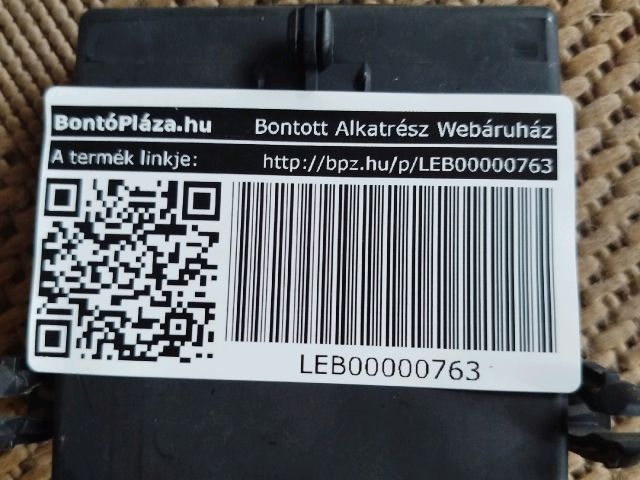 BontóPláza.hu Bontott Alkatrész Webáruház
A termék linkje: http://bpz.hu/p/LEB00000763
LEB00000763